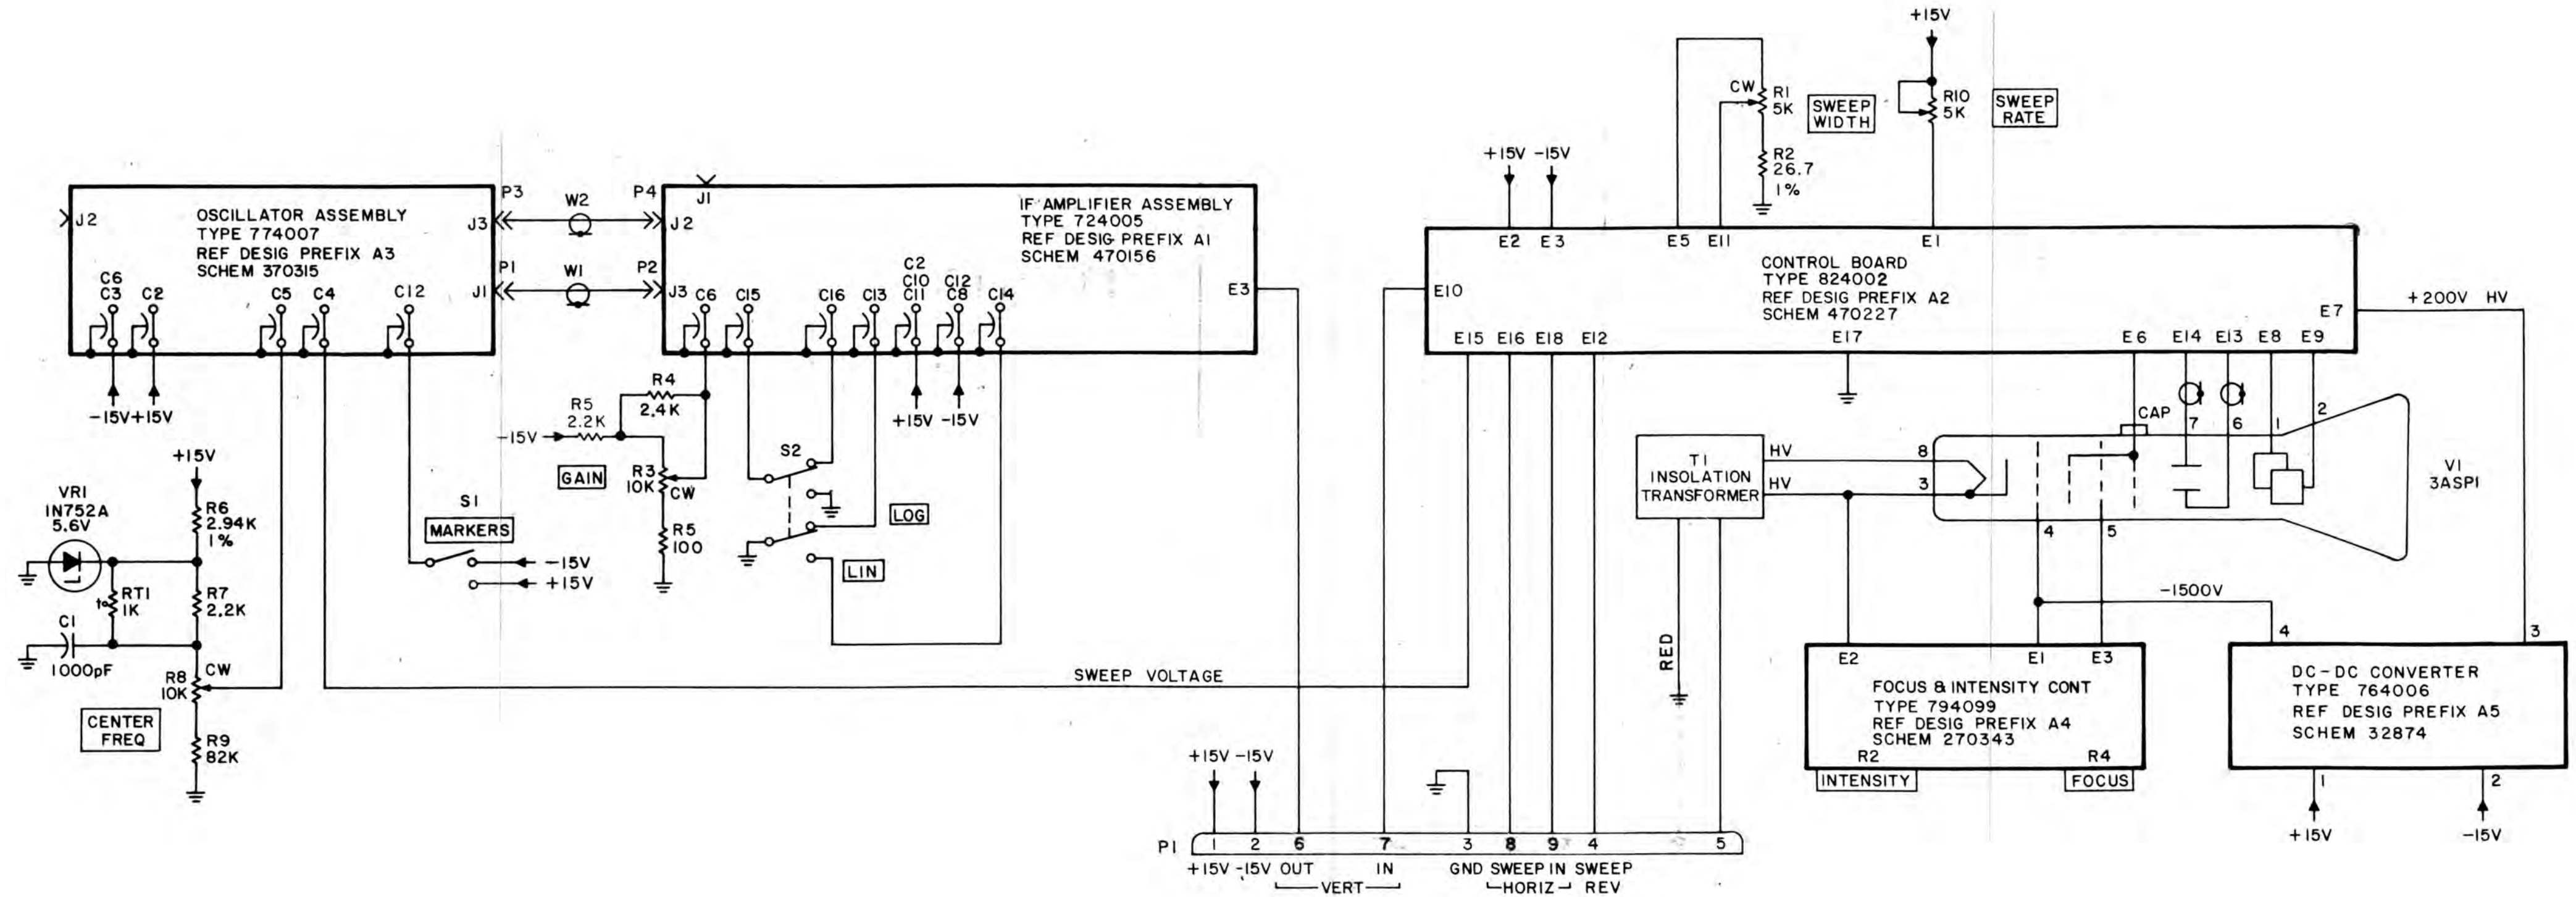 +15V
CW
R1
5K
SWEEP
WIDTH
R10
5K
SWEEP
RATE
R2
26.7
1%
+15V -15V
E2 E3 E5 E11 E1
E10
CONTROL BOARD
TYPE 824002
REF DESIG PREFIX A2
SCHEM 470227
E7
+200V HV
E15 E16 E18 E12 E17 E6 E14 E13 E8 E9
J2
OSCILLATOR ASSEMBLY
TYPE 774007
REF DESIG PREFIX A3
SCHEM 370315
P3
J3
P1
J1
W2
W1
P4
J2
P2
J3
C6
C3
C2
C5
C4
C12
-15V+15V
J1
IF AMPLIFIER ASSEMBLY
TYPE 724005
REF DESIG PREFIX A1
SCHEM 470156
E3
C6
C15
C16
C13
C2
C10
C11
C12
C8
C14
+15V -15V
R4
2.4K
R5
2.2K
-15V
GAIN
R3
10K
CW
R5
100
S2
LOG
LIN
+15V
VR1
IN752A
5.6V
R6
2.94K
1%
RT1
1K
t°
R7
2.2K
C1
1000pF
R8
10K
CW
CENTER
FREQ
R9
82K
S1
MARKERS
-15V
+15V
SWEEP VOLTAGE
T1
INSOLATION
TRANSFORMER
HV
HV
RED
8
3
CAP
7
6
1
2
4
5
V1
3ASP1
-1500V
E2 E1 E3
FOCUS & INTENSITY CONT
TYPE 794099
REF DESIG PREFIX A4
SCHEM 270343
R2 R4
INTENSITY
FOCUS
4
3
DC-DC CONVERTER
TYPE 764006
REF DESIG PREFIX A5
SCHEM 32874
1
2
+15V
-15V
+15V -15V
P1
1 2 6 7 3 8 9 4 5
+15V -15V OUT IN GND SWEEP IN SWEEP
VERT HORIZ REV